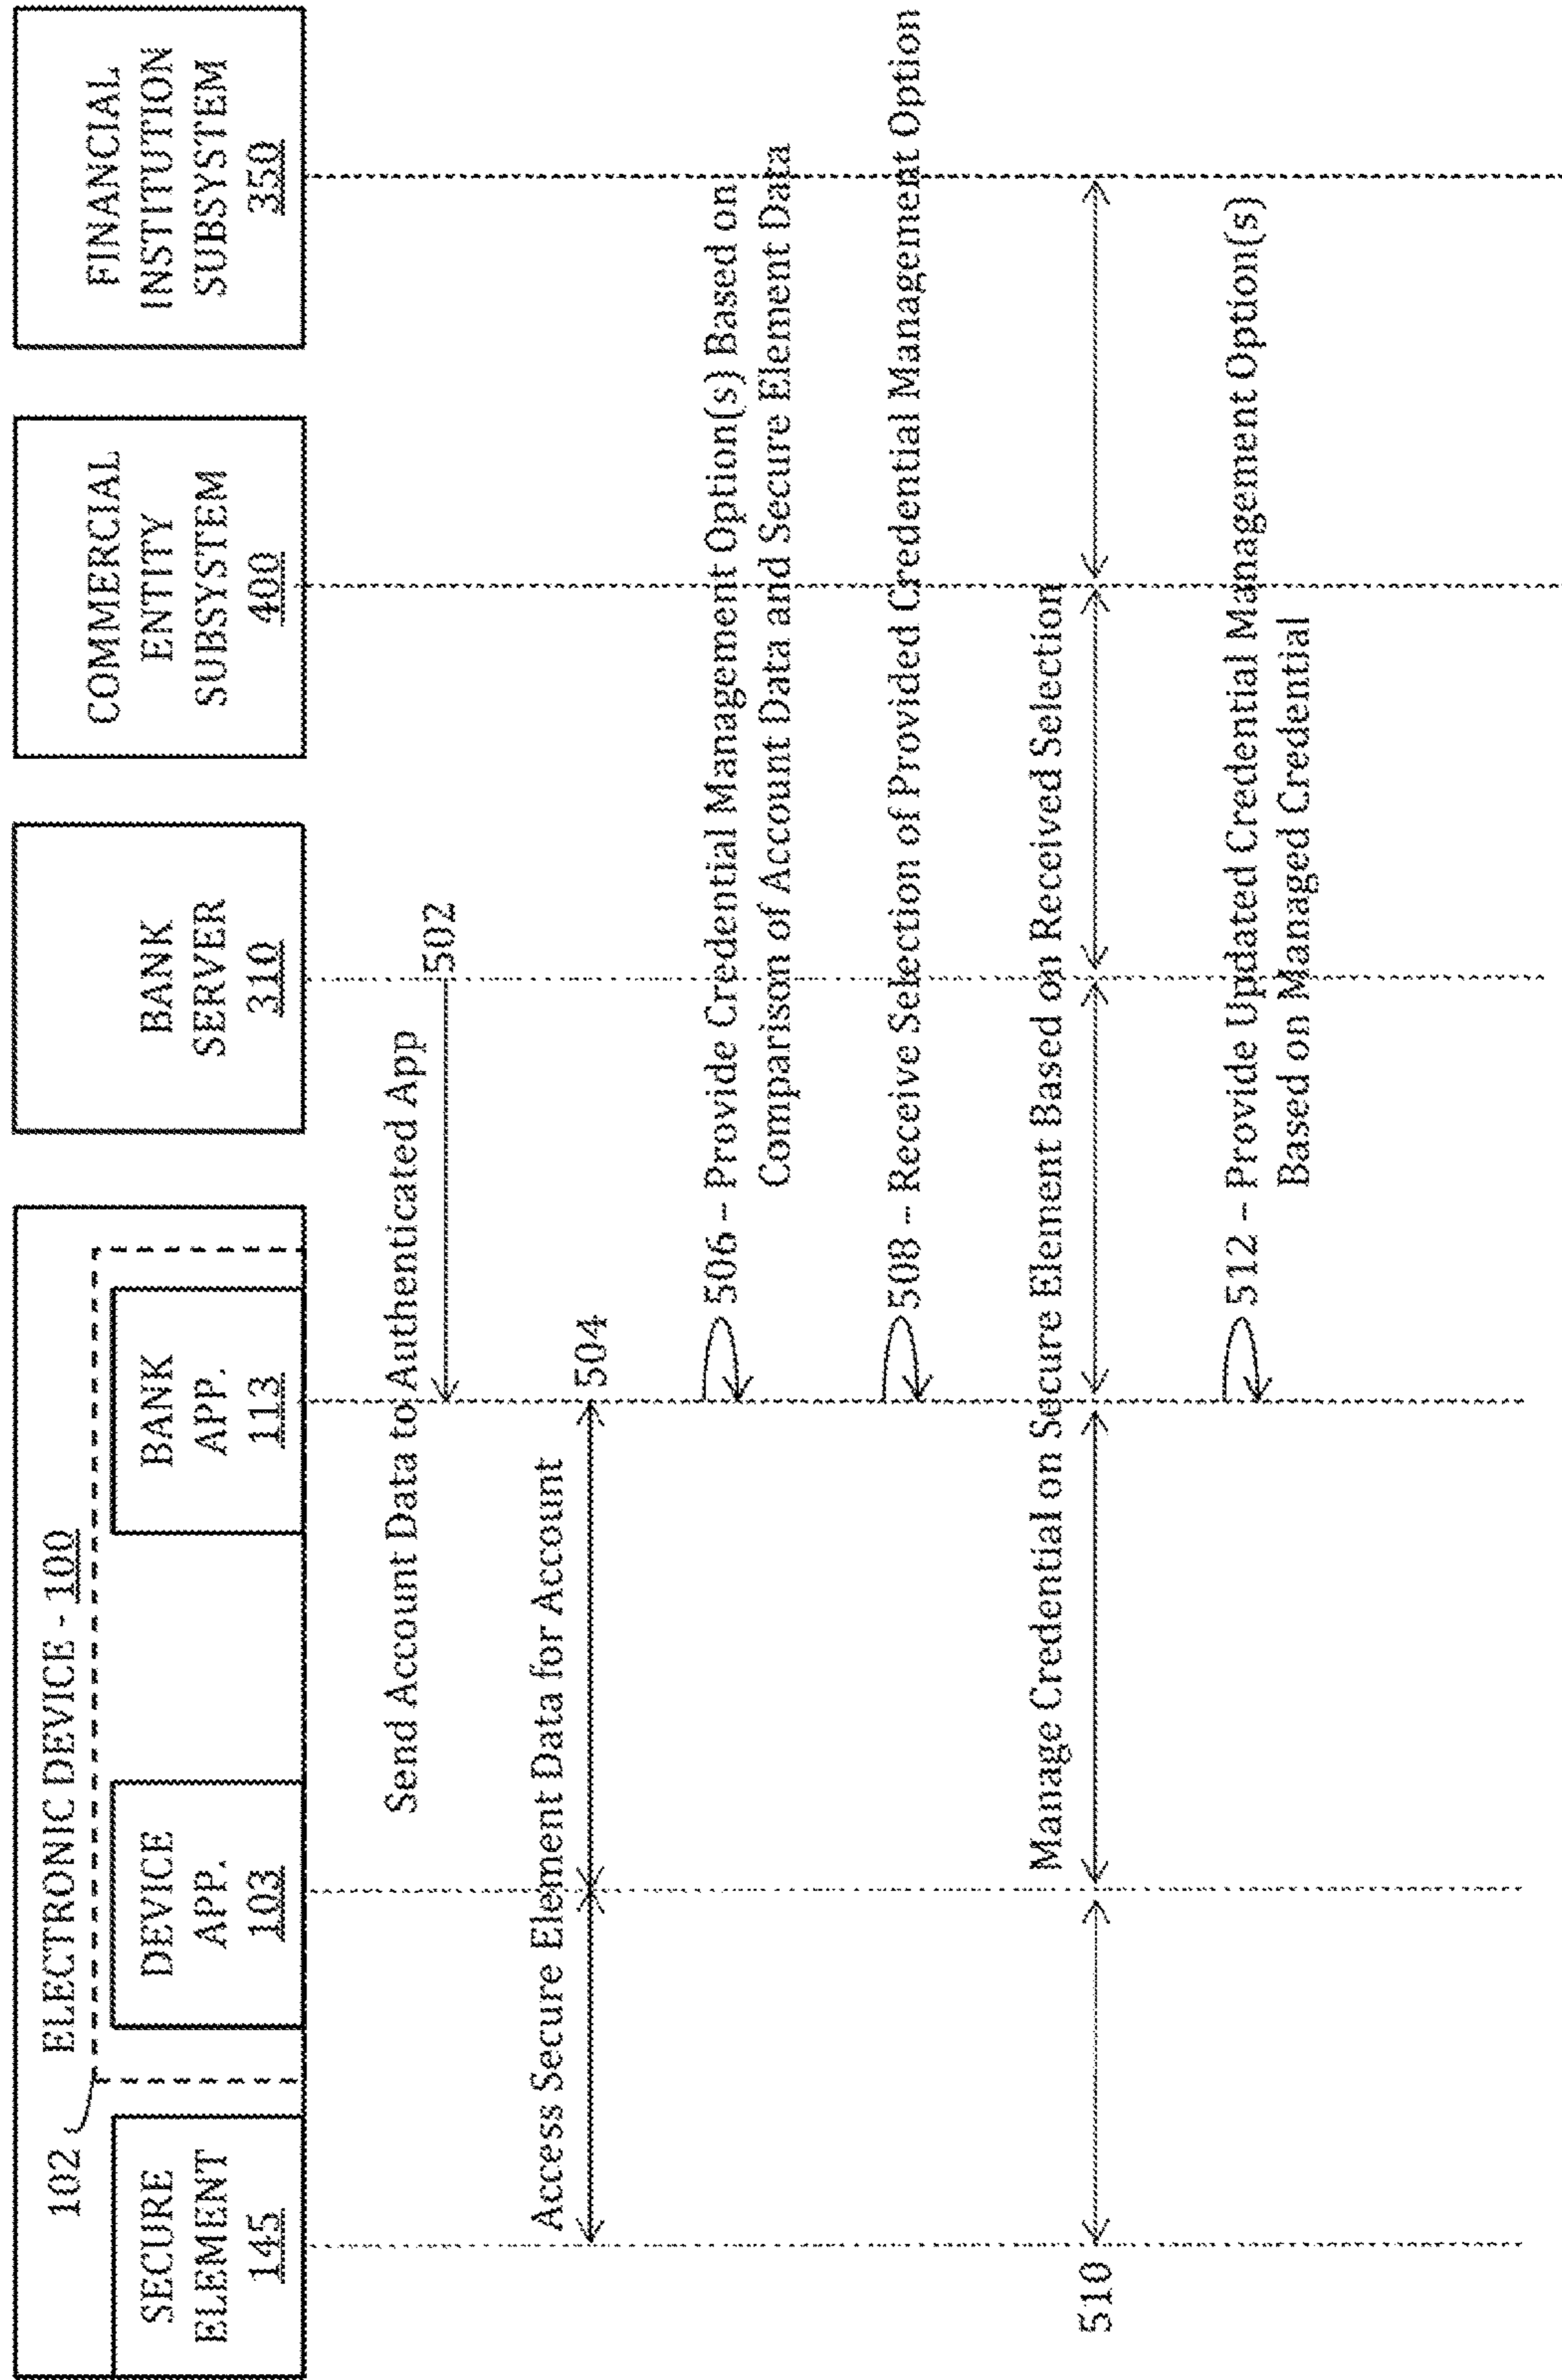 ELECTRONIC DEVICE - 100
102
SECURE
ELEMENT
145
DEVICE
APP.
103
BANK
APP.
113
BANK
SERVER
310
COMMERCIAL
ENTITY
SUBSYSTEM
400
FINANCIAL
INSTITUTION
SUBSYSTEM
350
Send Account Data to Authenticated App
502
Access Secure Element Data for Account
504
506 – Provide Credential Management Option(s) Based on
Comparison of Account Data and Secure Element Data
508 – Receive Selection of Provided Credential Management Option
Manage Credential on Secure Element Based on Received Selection
510
512 – Provide Updated Credential Management Option(s)
Based on Managed Credential